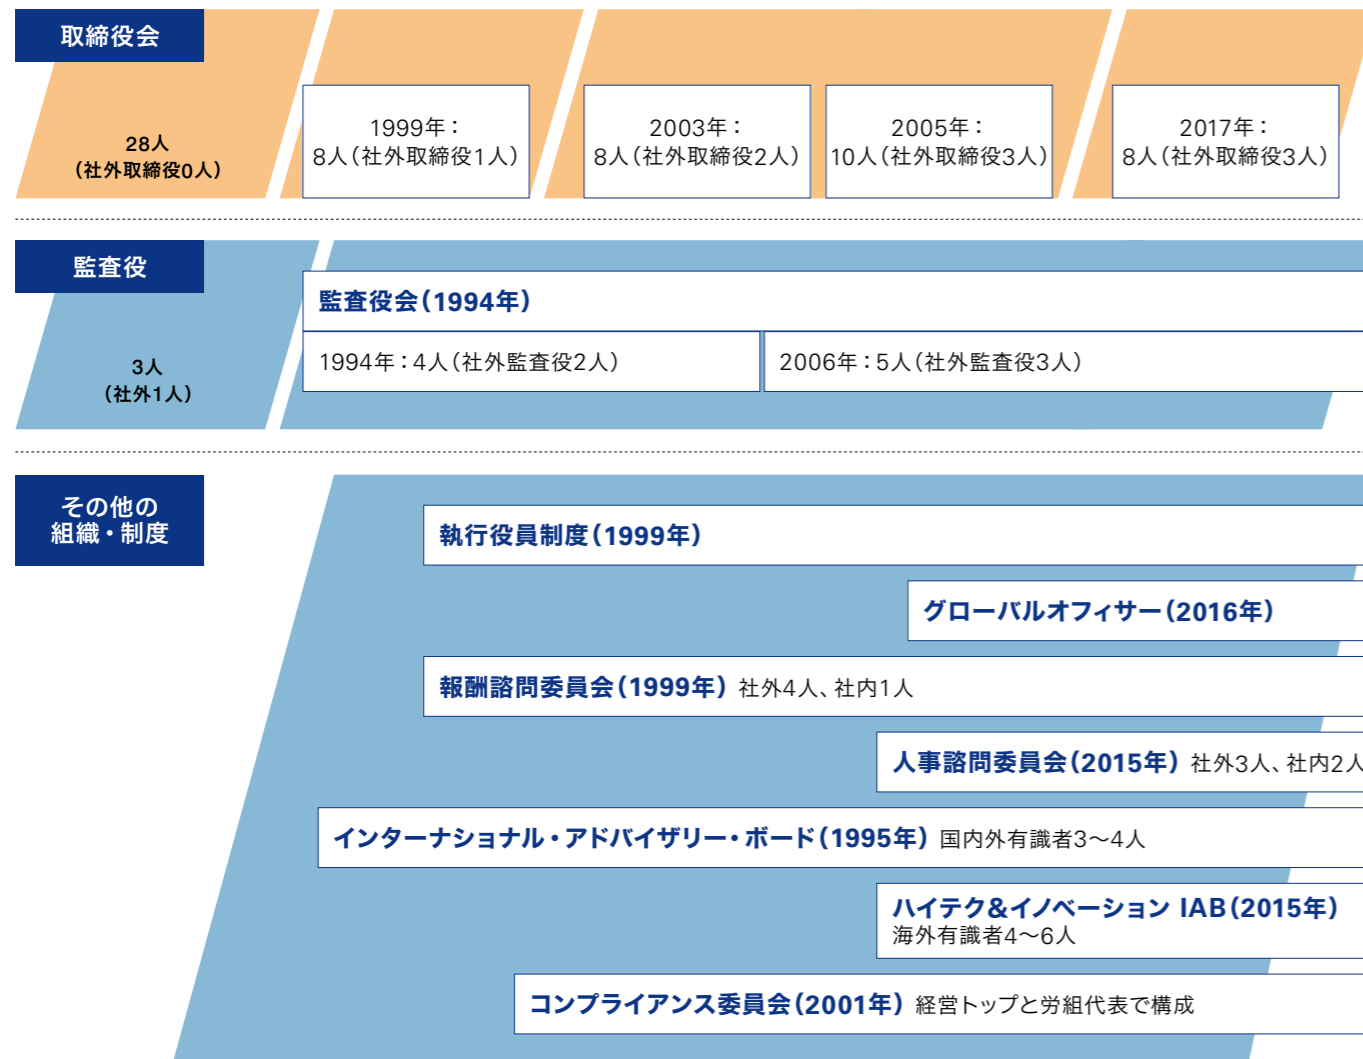 取締役会
28人
(社外取締役0人)
1999年：
8人(社外取締役1人)
2003年：
8人(社外取締役2人)
2005年：
10人(社外取締役3人)
2017年：
8人(社外取締役3人)
監査役
3人
(社外1人)
監査役会(1994年)
1994年：4人(社外監査役2人)
2006年：5人(社外監査役3人)
その他の
組織・制度
執行役員制度(1999年)
グローバルオフィサー(2016年)
報酬諮問委員会(1999年) 社外4人、社内1人
人事諮問委員会(2015年) 社外3人、社内2人
インターナショナル・アドバイザリー・ボード(1995年) 国内外有識者3〜4人
ハイテク&イノベーション IAB(2015年)
海外有識者4〜6人
コンプライアンス委員会(2001年) 経営トップと労組代表で構成